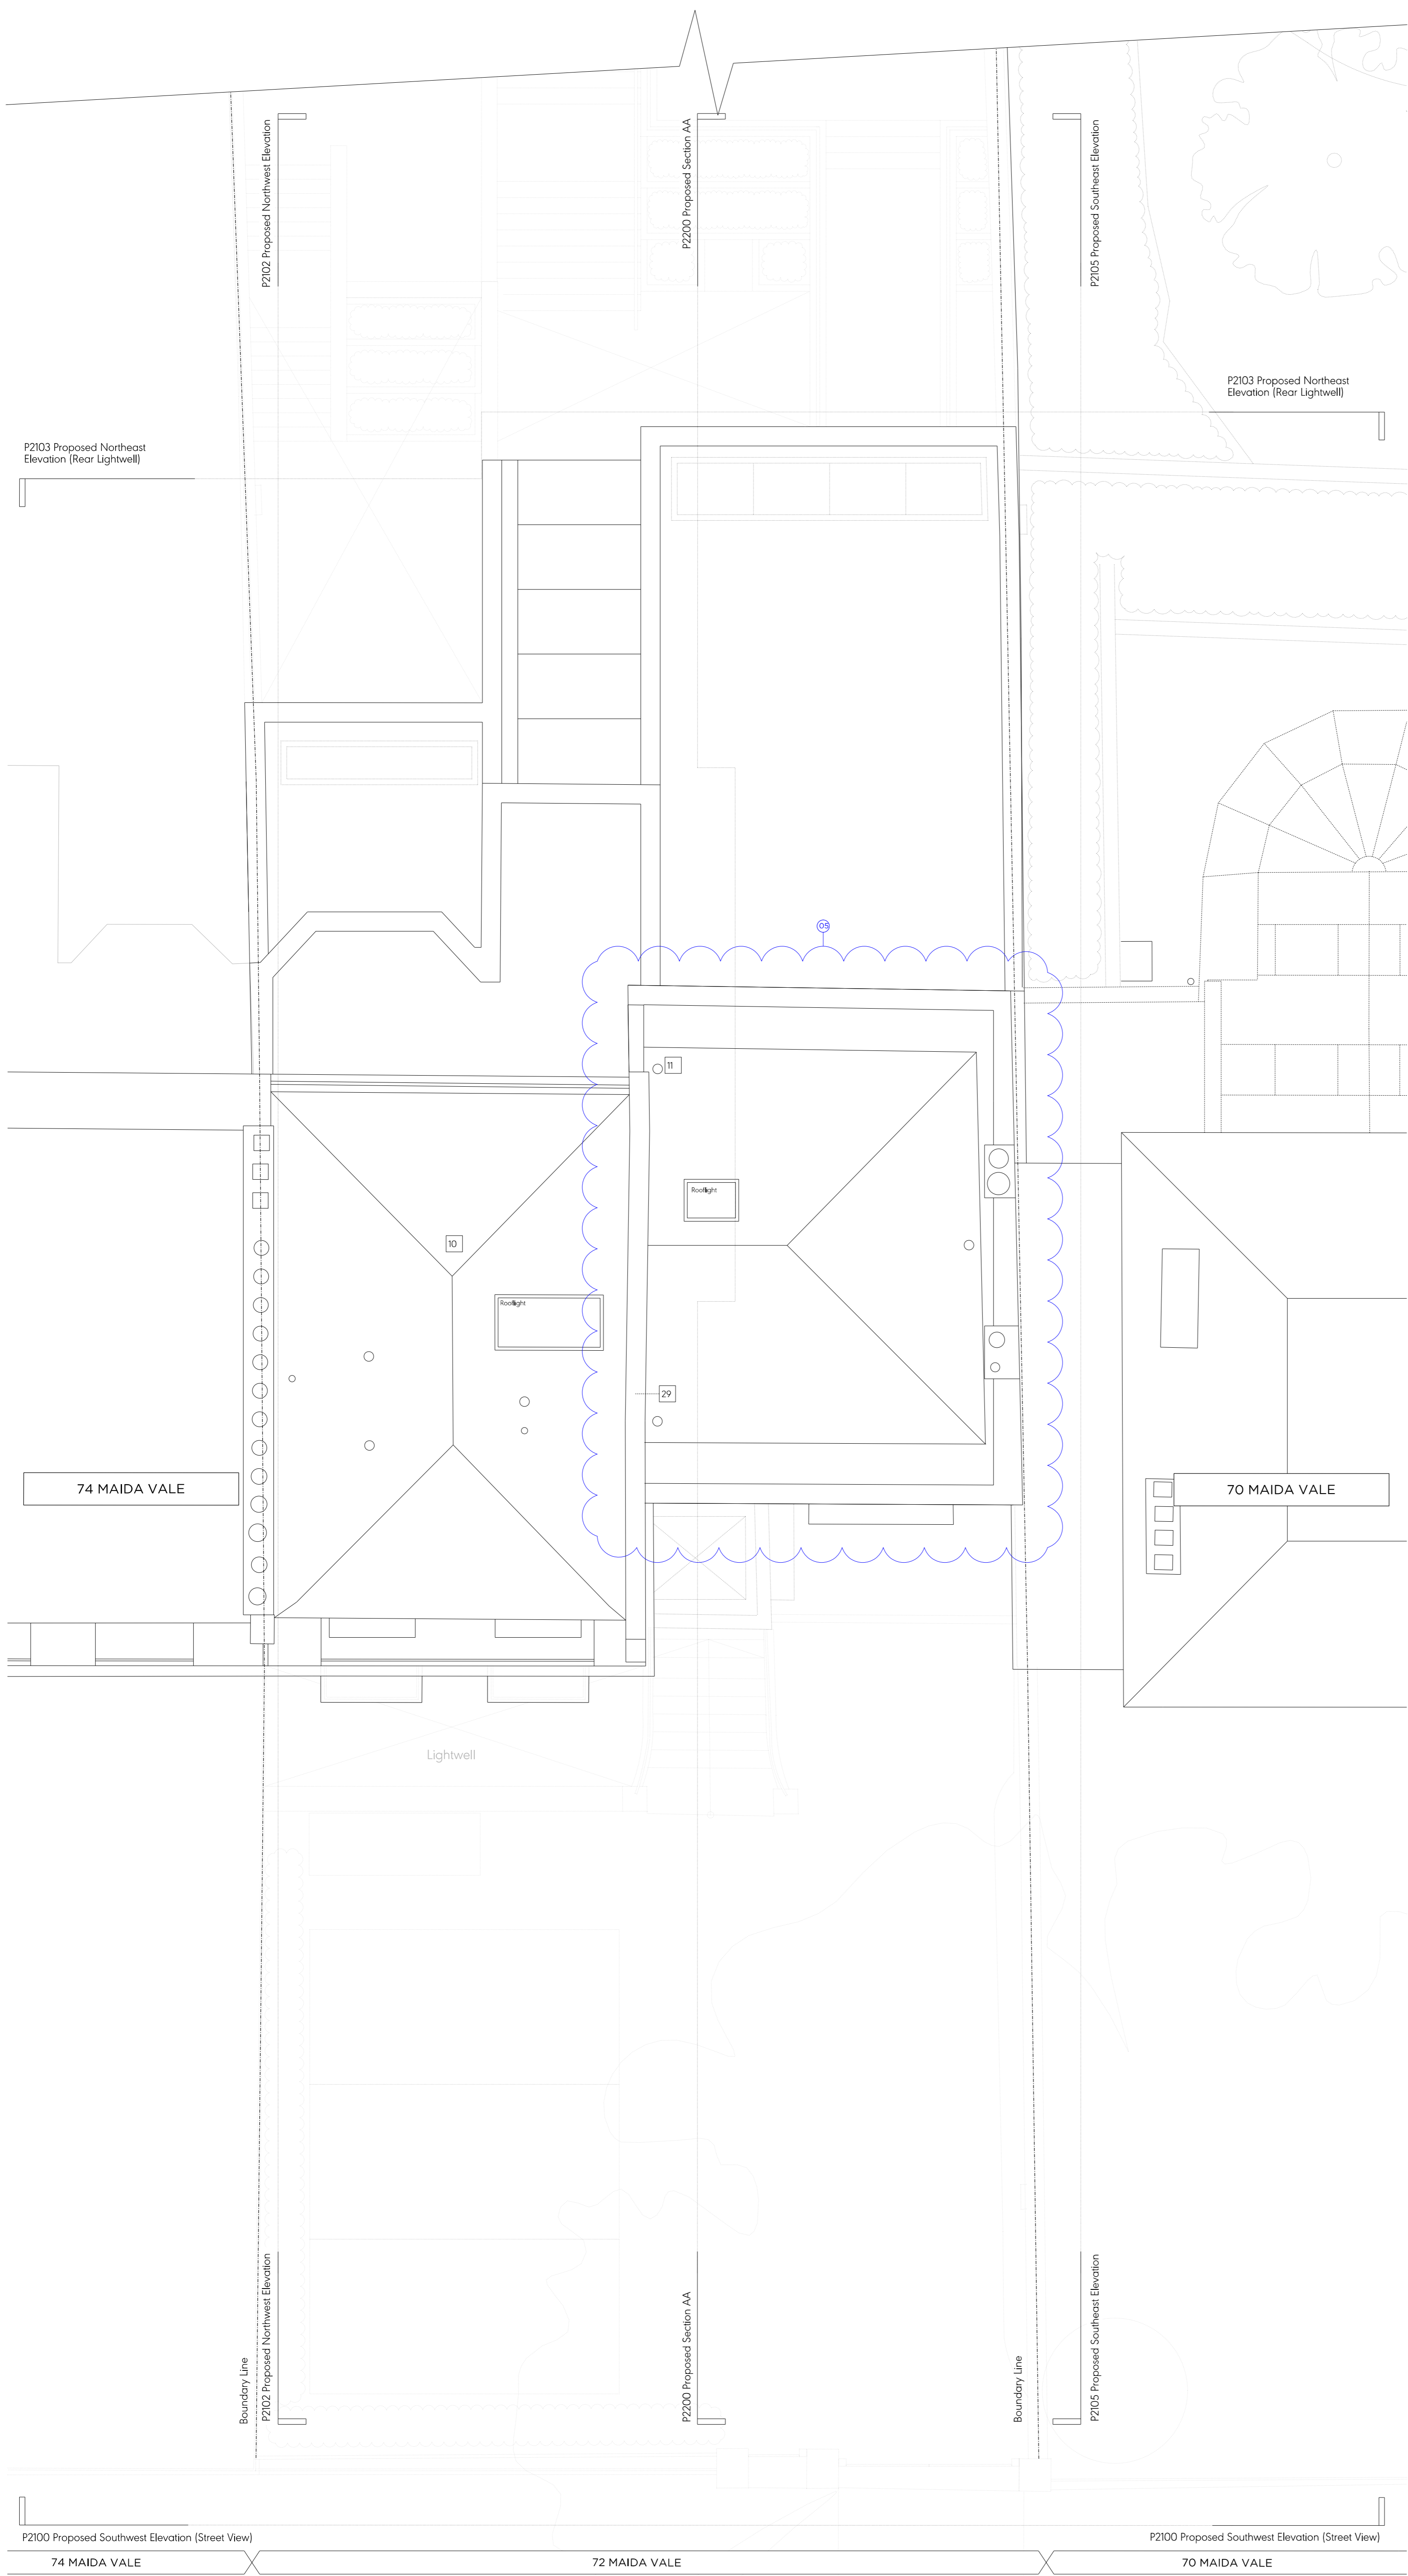 P2102 Proposed Northwest Elevation
P2200 Proposed Section AA
P2105 Proposed Southeast Elevation
P2103 Proposed Northeast
Elevation (Rear Lightwell)
P2103 Proposed Northeast
Elevation (Rear Lightwell)
05
11
Rooflight
10
Rooflight
29
74 MAIDA VALE
70 MAIDA VALE
Lightwell
Boundary Line
P2102 Proposed Northwest Elevation
P2200 Proposed Section AA
Boundary Line
P2105 Proposed Southeast Elevation
P2100 Proposed Southwest Elevation (Street View)
P2100 Proposed Southwest Elevation (Street View)
74 MAIDA VALE
72 MAIDA VALE
70 MAIDA VALE